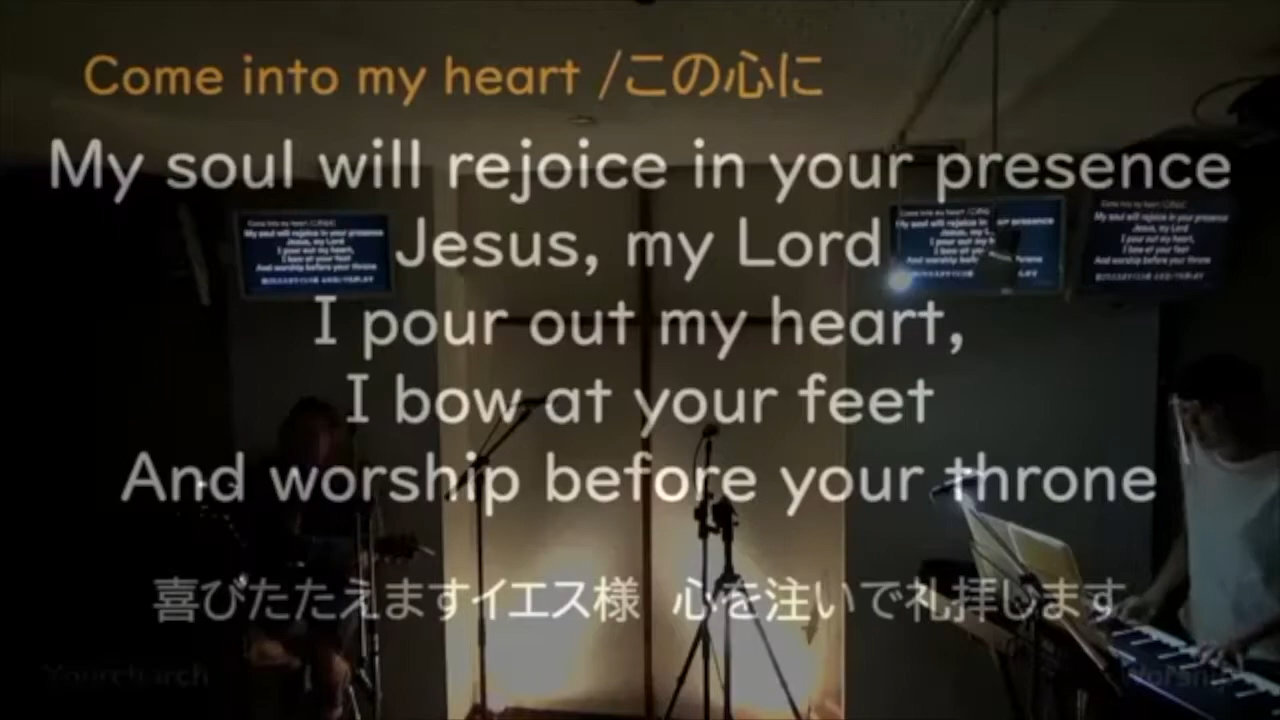 Come into my heart /この心に
My soul will rejoice in your presence
Jesus, my Lord
I pour out my heart,
I bow at your feet
And worship before your throne
喜びたたえますイエス様 心を注いで礼拝します
Yourchurch
Worship